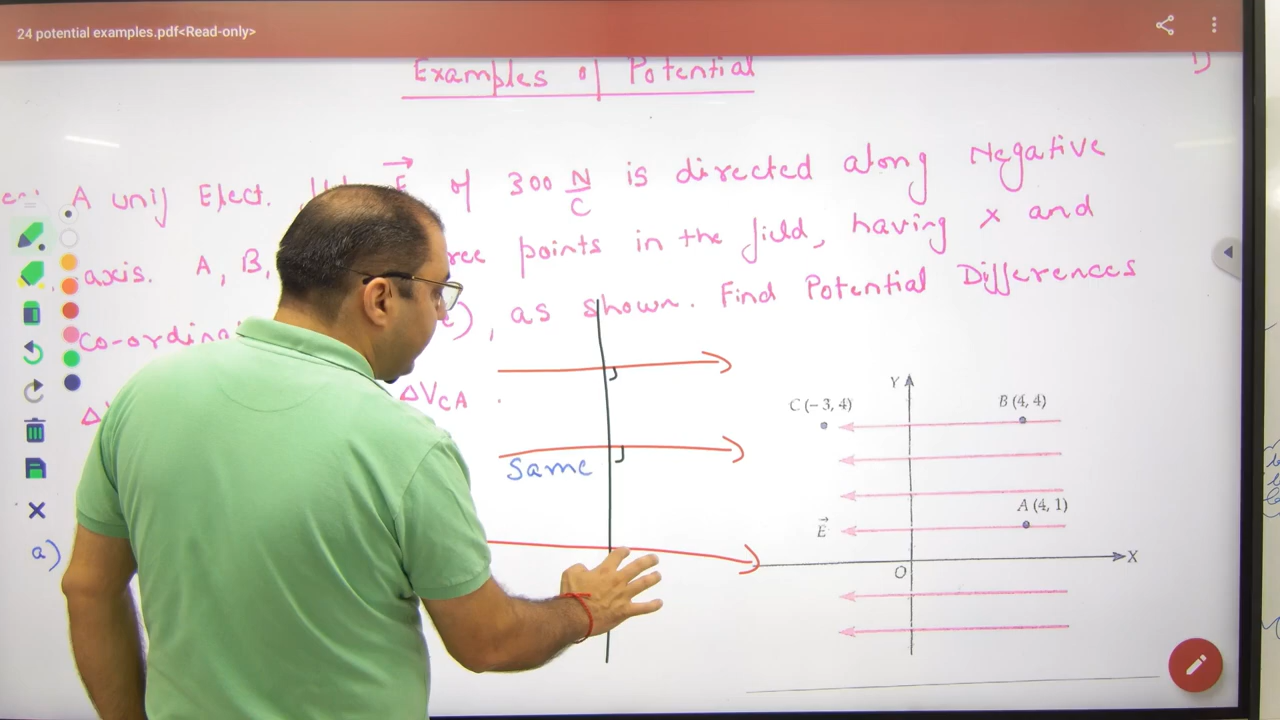 24 potential examples.pdf<Read-only>
Examples of Potential
A unif Elect. E of 300 N/C is directed along Negative
axis. A, B, points in the field, having x and
Co-ordina , as shown. Find Potential Differences
ΔV_CA .
Same
a)
Y
C (– 3, 4)
B (4, 4)
A (4, 1)
E
X
O